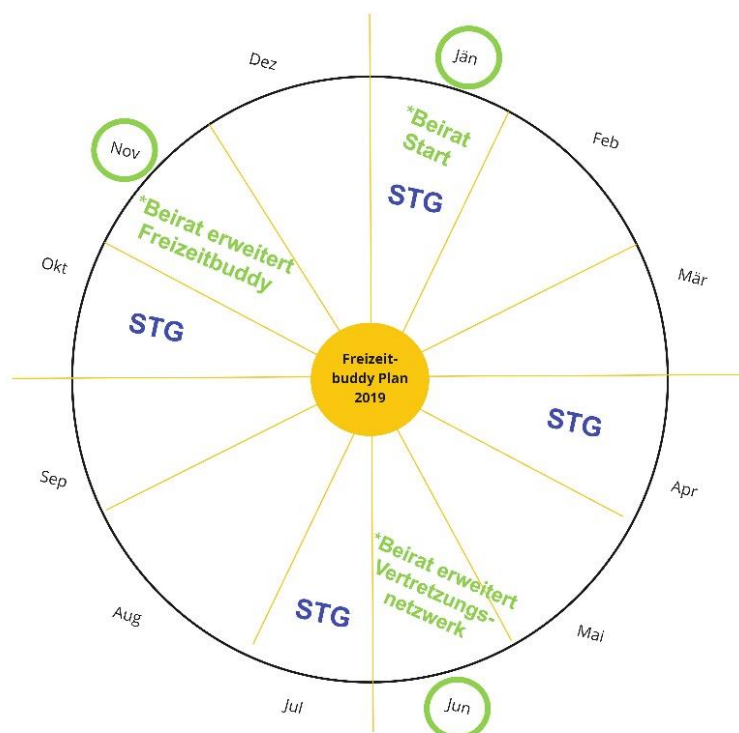 Jän
Dez
*Beirat
Start
Feb
Nov
STG
*Beirat erweitert
Freizeitbuddy
Okt
Mär
STG
Freizeit-
buddy Plan
2019
STG
Sep
Apr
*Beirat erweitert
Vertretzungs-
netzwerk
STG
Aug
Mai
Jul
Jun